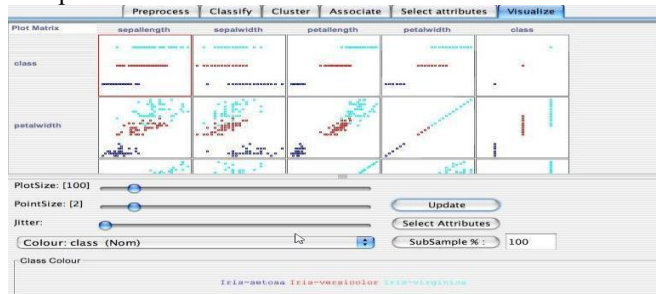 Preprocess Classify Cluster Associate Select attributes Visualize
Plot Matrix sepallength sepalwidth petallength petalwidth class
class
petalwidth
PlotSize: [100]
PointSize: [2] Update
Jitter: Select Attributes
Colour: class (Nom) SubSample % : 100
Class Colour
Iris-setosa Iris-versicolor Iris-virginica